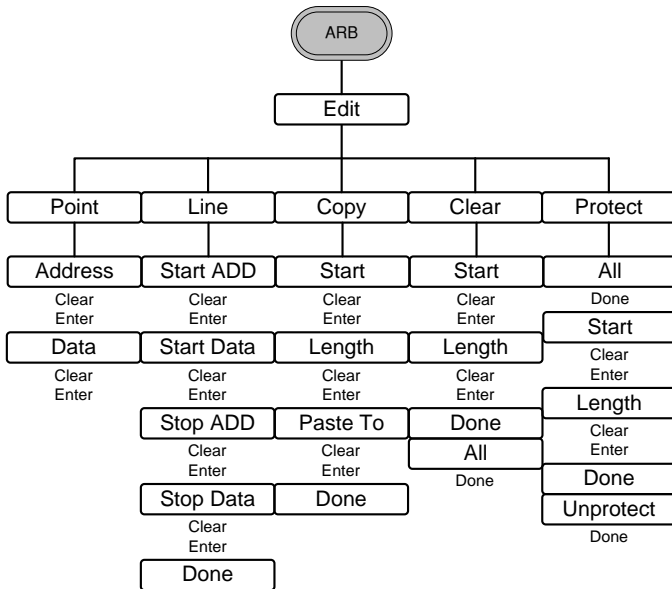 ARB
Edit
Point
Line
Copy
Clear
Protect
Address
Clear
Enter
Data
Clear
Enter
Start ADD
Clear
Enter
Start Data
Clear
Enter
Stop ADD
Clear
Enter
Stop Data
Clear
Enter
Done
Start
Clear
Enter
Length
Clear
Enter
Paste To
Clear
Enter
Done
Start
Clear
Enter
Length
Clear
Enter
Done
All
Done
All
Done
Start
Clear
Enter
Length
Clear
Enter
Done
Unprotect
Done